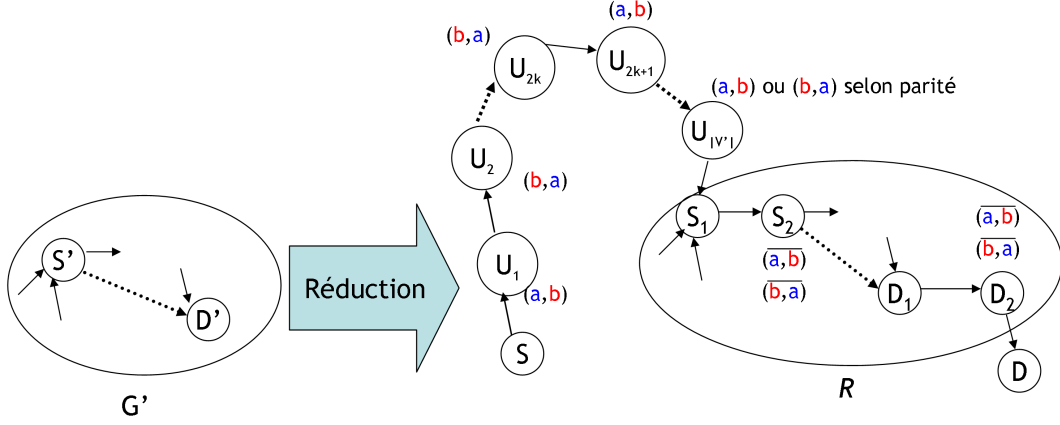 (a,b)
(b,a)
U2k
U2k+1
(a,b) ou (b,a) selon parité
U|V'|
U2
(b,a)
S1
S2
(a,b)
(b,a)
(a,b)
(b,a)
S'
D'
Réduction
U1
(a,b)
D1
D2
S
D
G'
R